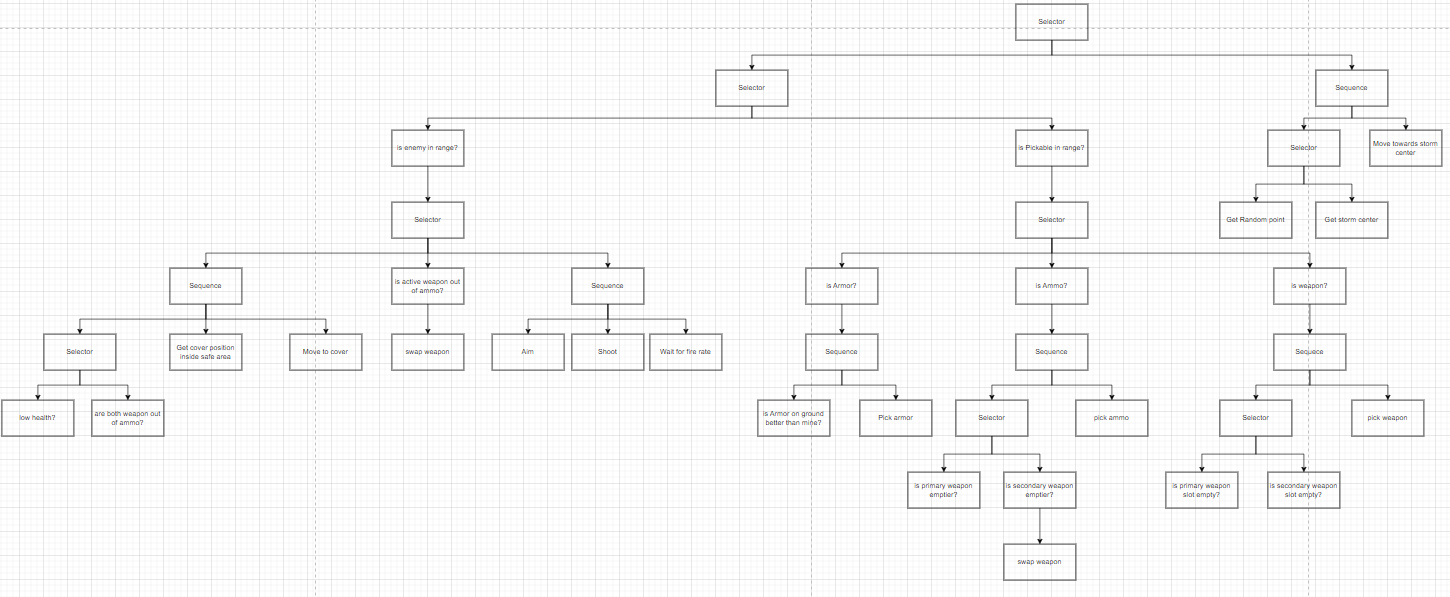 Selector
Selector
Sequence
is enemy in range?
is Pickable in range?
Selector
Move towards storm
center
Selector
Selector
Get Random point
Get storm center
Sequence
is active weapon out
of ammo?
Sequence
is Armor?
is Ammo?
is weapon?
Selector
Get cover position
inside safe area
Move to cover
swap weapon
Aim
Shoot
Wait for fire rate
Sequence
Sequence
Sequece
low health?
are both weapon out
of ammo?
is Armor on ground
better than mine?
Pick armor
Selector
pick ammo
Selector
pick weapon
is primary weapon
emptier?
is secondary weapon
emptier?
is primary weapon
slot empty?
is secondary weapon
slot empty?
swap weapon